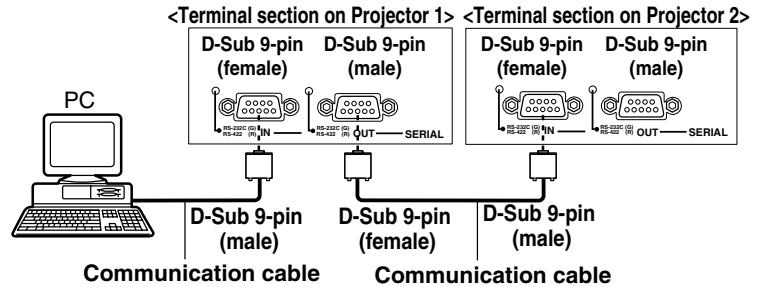 <Terminal section on Projector 1> <Terminal section on Projector 2>
D-Sub 9-pin (female) D-Sub 9-pin (male) D-Sub 9-pin (female) D-Sub 9-pin (male)
PC
RS-232C (G) RS-422 (R) IN RS-232C (G) RS-422 (R) OUT SERIAL RS-232C (G) RS-422 (R) IN RS-232C (G) RS-422 (R) OUT SERIAL
D-Sub 9-pin (male) D-Sub 9-pin (female) D-Sub 9-pin (male)
Communication cable Communication cable